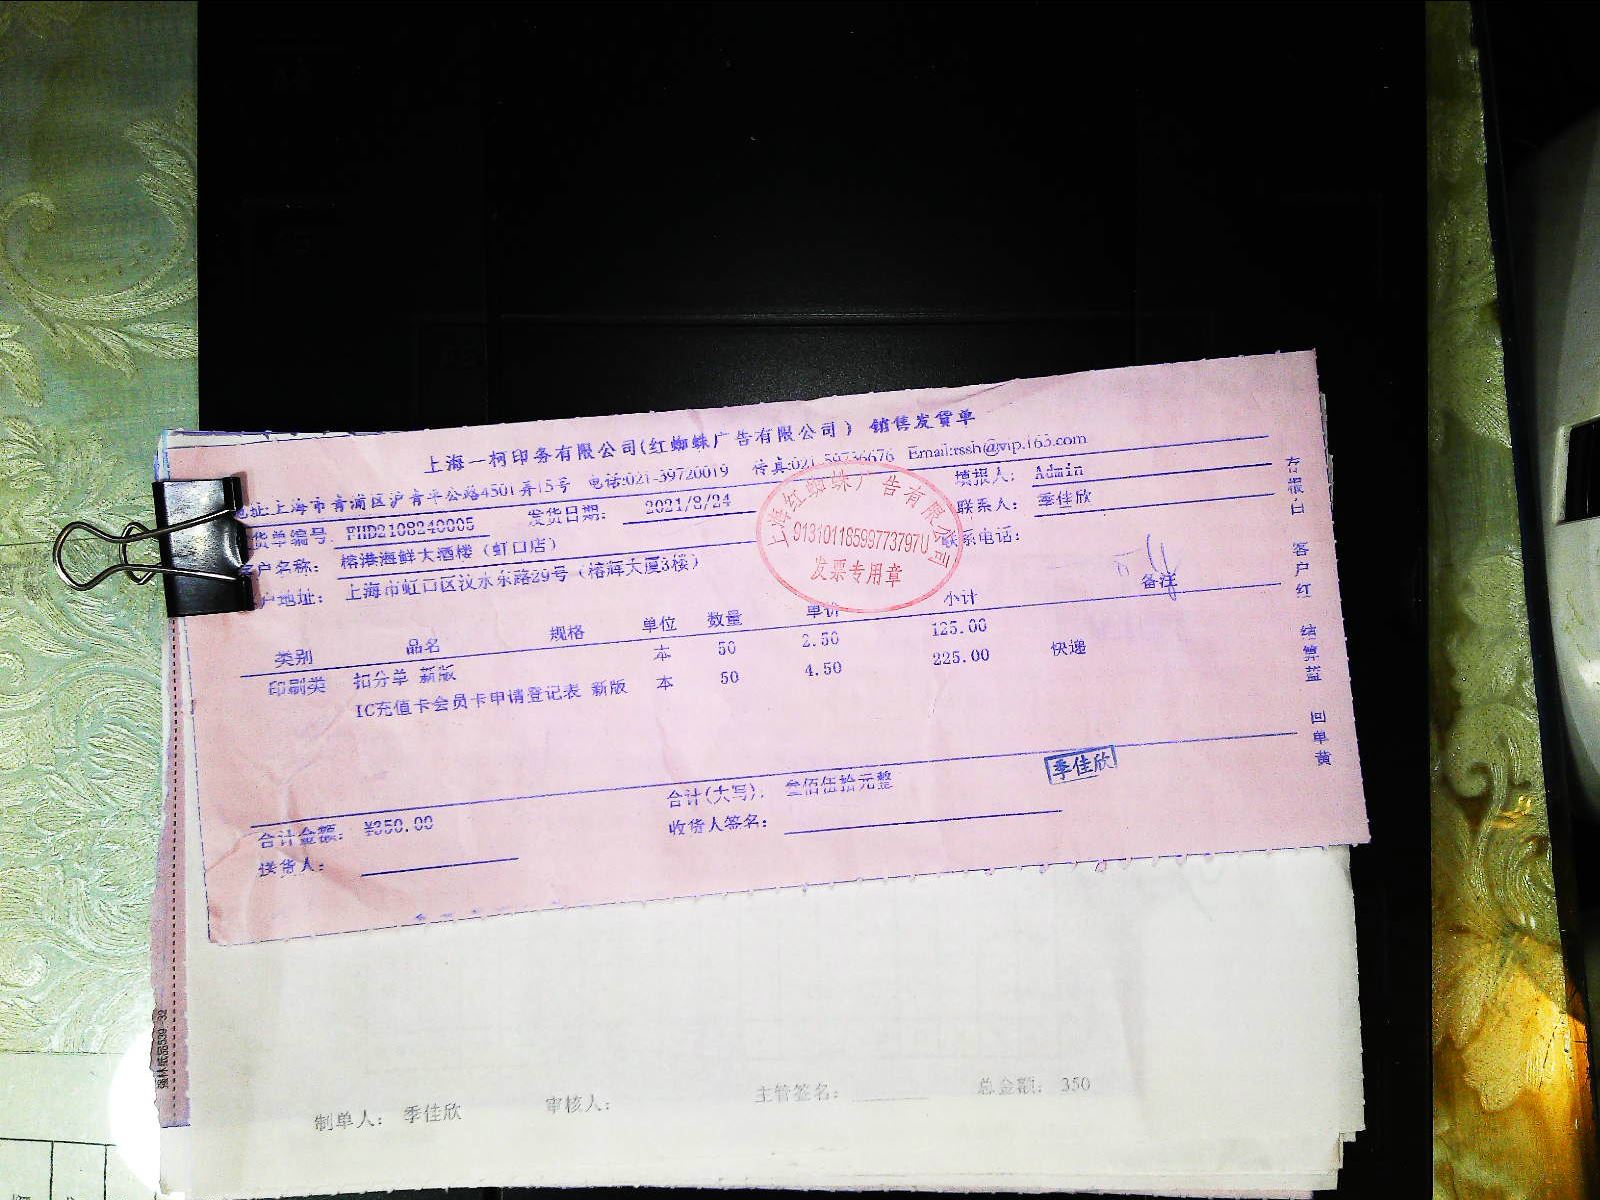 上海一柯印务有限公司(红蜘蛛广告有限公司) 销售发货单
地址:上海市青浦区沪青平公路4501弄15号 电话:021-39720019 传真:021-59736676 Email:rssh@vip.163.com
货单编号: FHD2108240005 发货日期: 2021/8/24 填报人: Admin
客户名称: 榕港海鲜大酒楼（虹口店） 联系人: 季佳欣
户地址: 上海市虹口区汶水东路29号（榕辉大厦3楼） 联系电话:
上海红蜘蛛广告有限公司
91310118599773797U
发票专用章
类别 品名 规格 单位 数量 单价 小计 备注
印刷类 扣分单 新版 本 50 2.50 125.00
IC充值卡会员卡申请登记表 新版 本 50 4.50 225.00 快递
合计金额: ¥350.00 合计(大写): 叁佰伍拾元整
季佳欣
送货人: 收货人签名:
存根白 客户红 结算蓝 回单黄
强林纸品539 32
制单人: 季佳欣 审核人: 主管签名: 总金额: 350